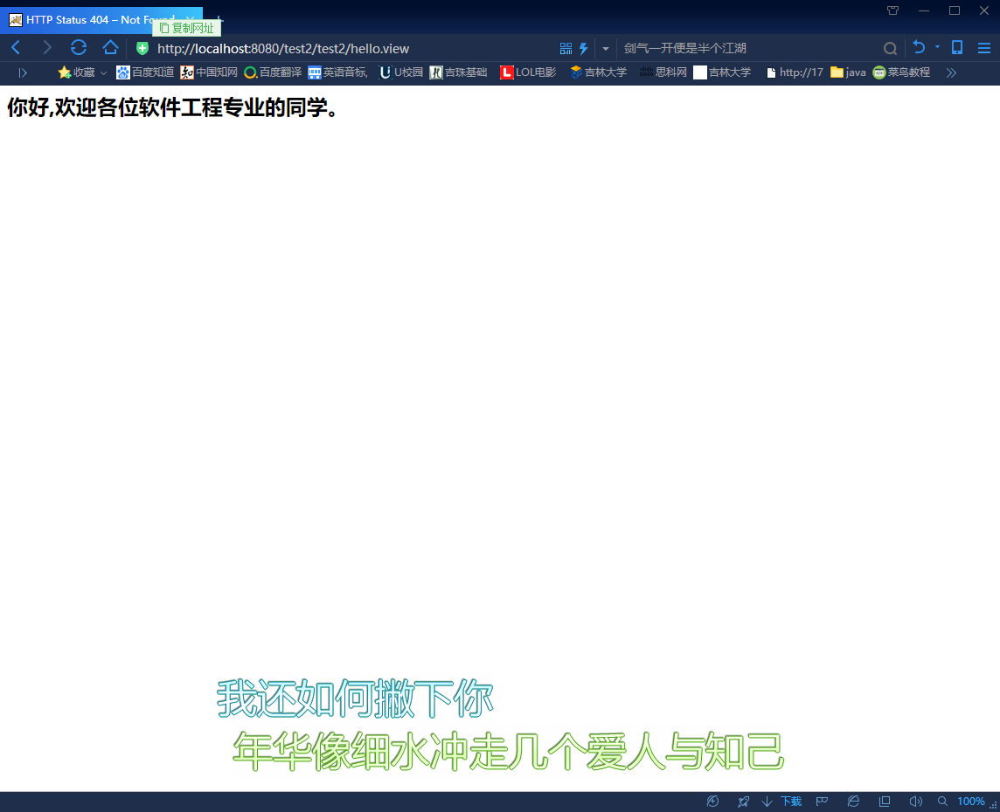 HTTP Status 404 – Not Found
复制网址
http://localhost:8080/test2/test2/hello.view
剑气一开便是半个江湖
收藏 百度知道 中国知网 百度翻译 英语音标, U校园 吉珠基础 LOL电影 吉林大学 思科网 吉林大学 http://17 java 菜鸟教程
你好,欢迎各位软件工程专业的同学。
我还如何撇下你
年华像细水冲走几个爱人与知己
下载 100%